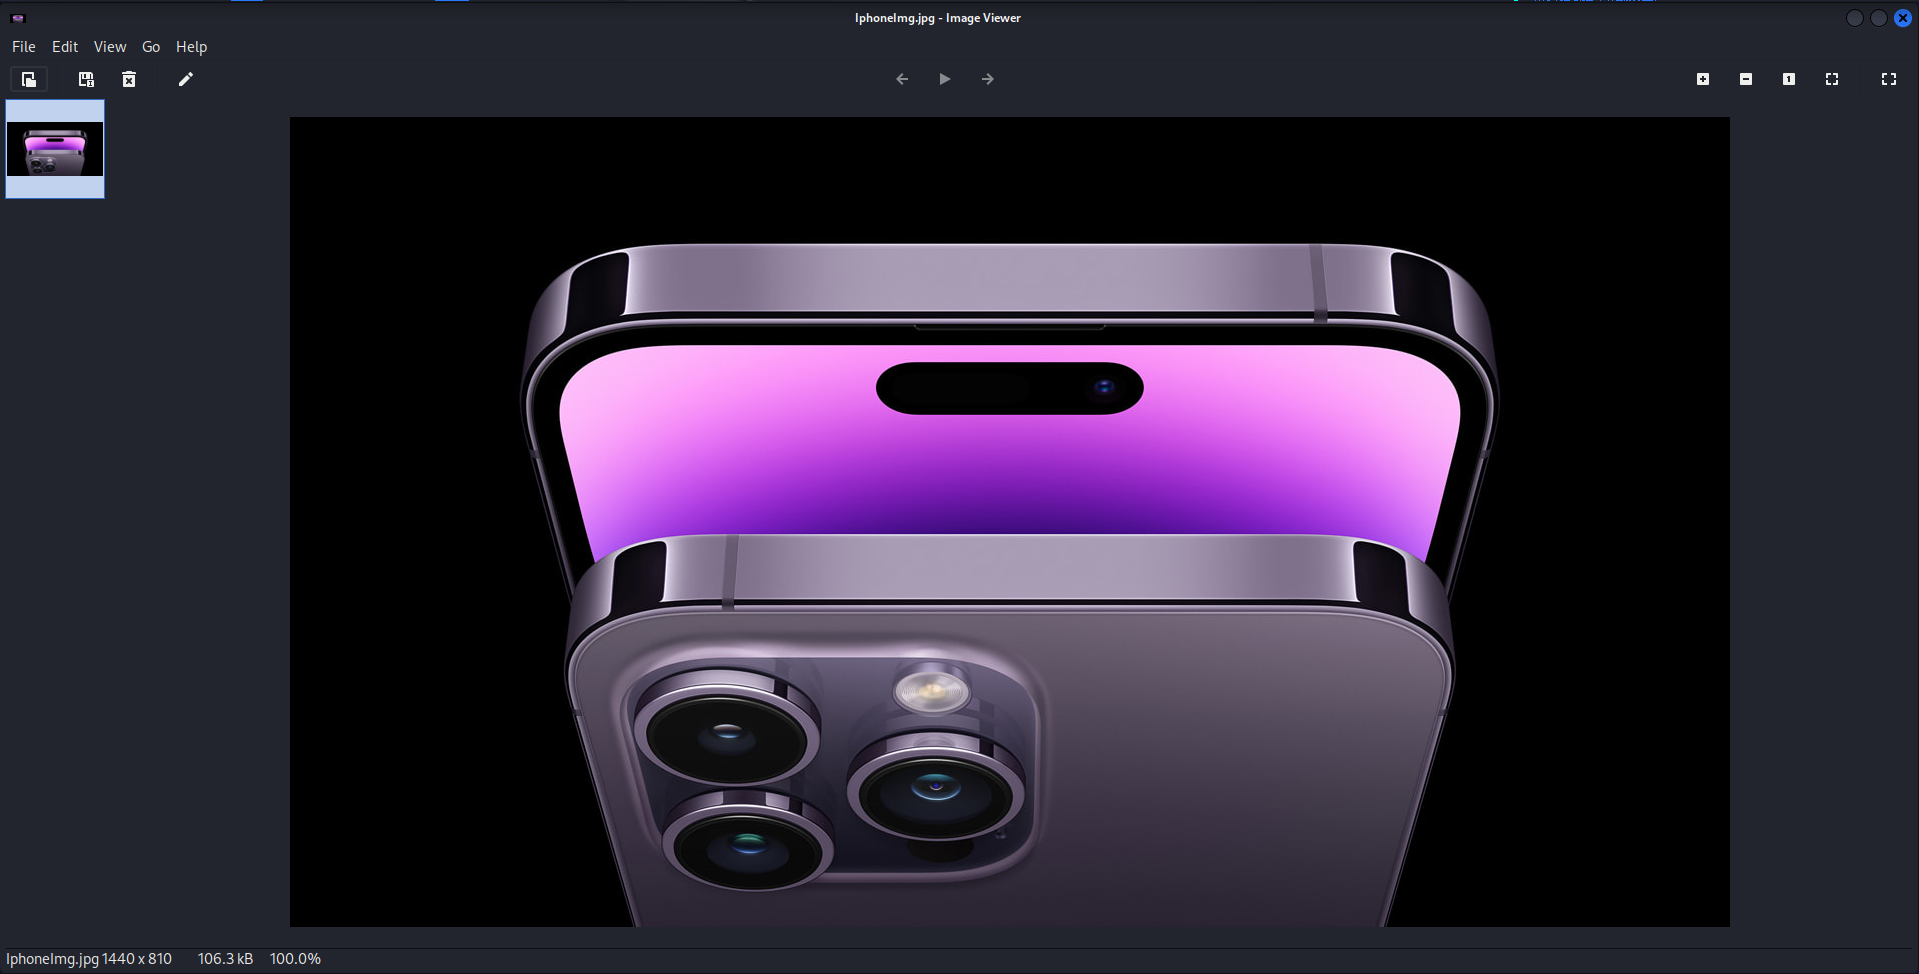 IphoneImg.jpg - Image Viewer
File Edit View Go Help
IphoneImg.jpg 1440 x 810 106.3 kB 100.0%